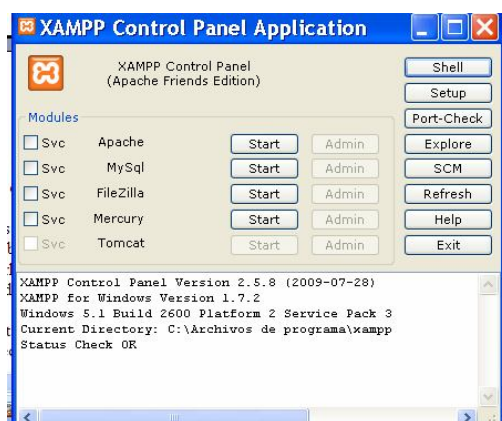 XAMPP Control Panel Application
XAMPP Control Panel
(Apache Friends Edition)
Shell
Setup
Modules
Port-Check
Svc Apache Start Admin Explore
Svc MySql Start Admin SCM
Svc FileZilla Start Admin Refresh
Svc Mercury Start Admin Help
Svc Tomcat Start Admin Exit
XAMPP Control Panel Version 2.5.8 (2009-07-28)
XAMPP for Windows Version 1.7.2
Windows 5.1 Build 2600 Platform 2 Service Pack 3
Current Directory: C:\Archivos de programa\xampp
Status Check OK